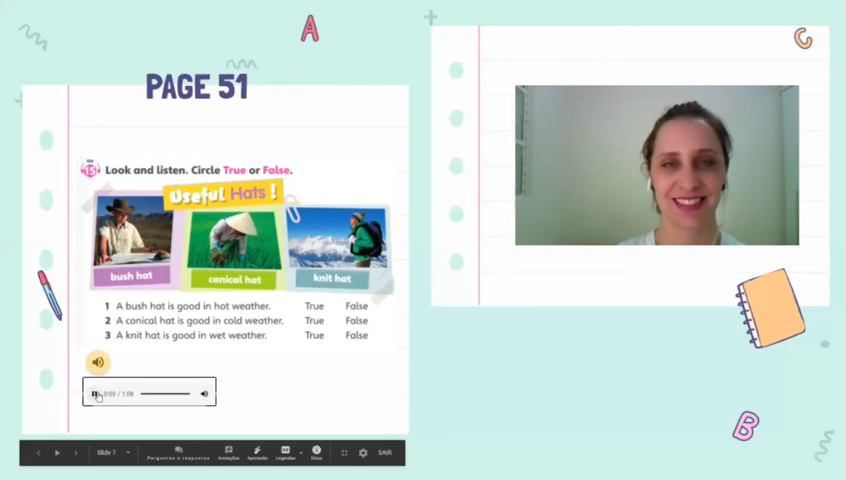 A
C
PAGE 51
15 Look and listen. Circle True or False.
Useful Hats!
bush hat
conical hat
knit hat
1 A bush hat is good in hot weather. True False
2 A conical hat is good in cold weather. True False
3 A knit hat is good in wet weather. True False
0:00 / 1:08
B
Slide 7
Perguntas e respostas
Anotações
Apontador
Legendas
Dicas
SAIR